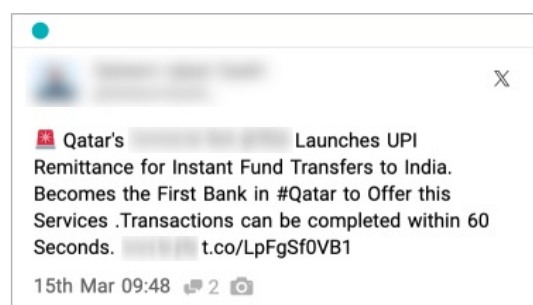 🚨 Qatar's Launches UPI
Remittance for Instant Fund Transfers to India.
Becomes the First Bank in #Qatar to Offer this
Services .Transactions can be completed within 60
Seconds. t.co/LpFgSf0VB1
15th Mar 09:48 2